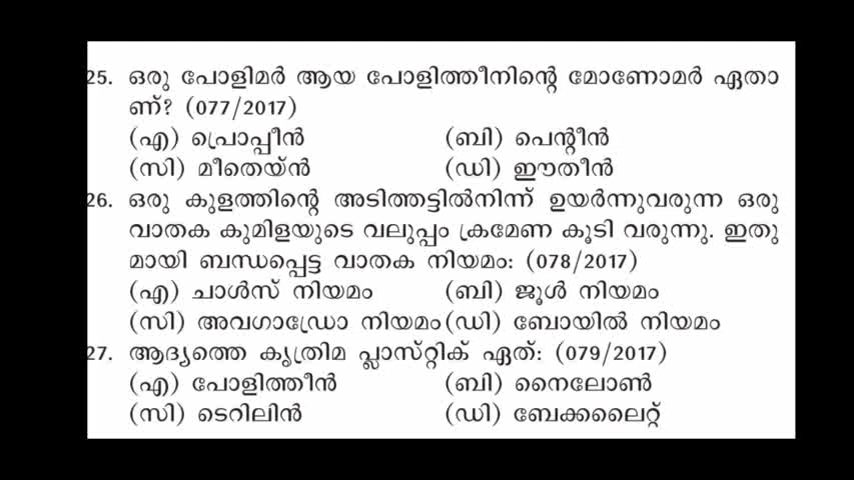 25. ഒരു പോളിമർ ആയ പോളിത്തീനിന്റെ മോണോമർ ഏതാ
ണ്? (077/2017)
(എ) പ്രൊപ്പീൻ (ബി) പെന്റീൻ
(സി) മീതെയ്ൻ (ഡി) ഈതീൻ
26. ഒരു കുളത്തിന്റെ അടിത്തട്ടിൽനിന്ന് ഉയർന്നുവരുന്ന ഒരു
വാതക കുമിളയുടെ വലുപ്പം ക്രമേണ കൂടി വരുന്നു. ഇതു
മായി ബന്ധപ്പെട്ട വാതക നിയമം: (078/2017)
(എ) ചാൾസ് നിയമം (ബി) ജൂൾ നിയമം
(സി) അവഗാഡ്രോ നിയമം (ഡി) ബോയിൽ നിയമം
27. ആദ്യത്തെ കൃത്രിമ പ്ലാസ്റ്റിക് ഏത്: (079/2017)
(എ) പോളിത്തീൻ (ബി) നൈലോൺ
(സി) ടെറിലിൻ (ഡി) ബേക്കലൈറ്റ്